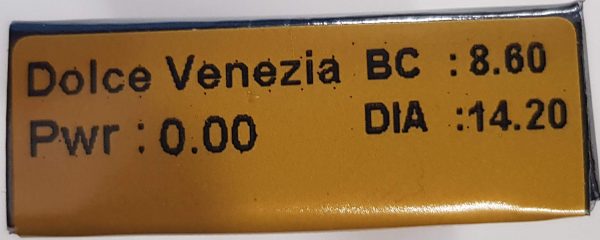 Dolce Venezia BC : 8.60
Pwr : 0.00 DIA :14.20